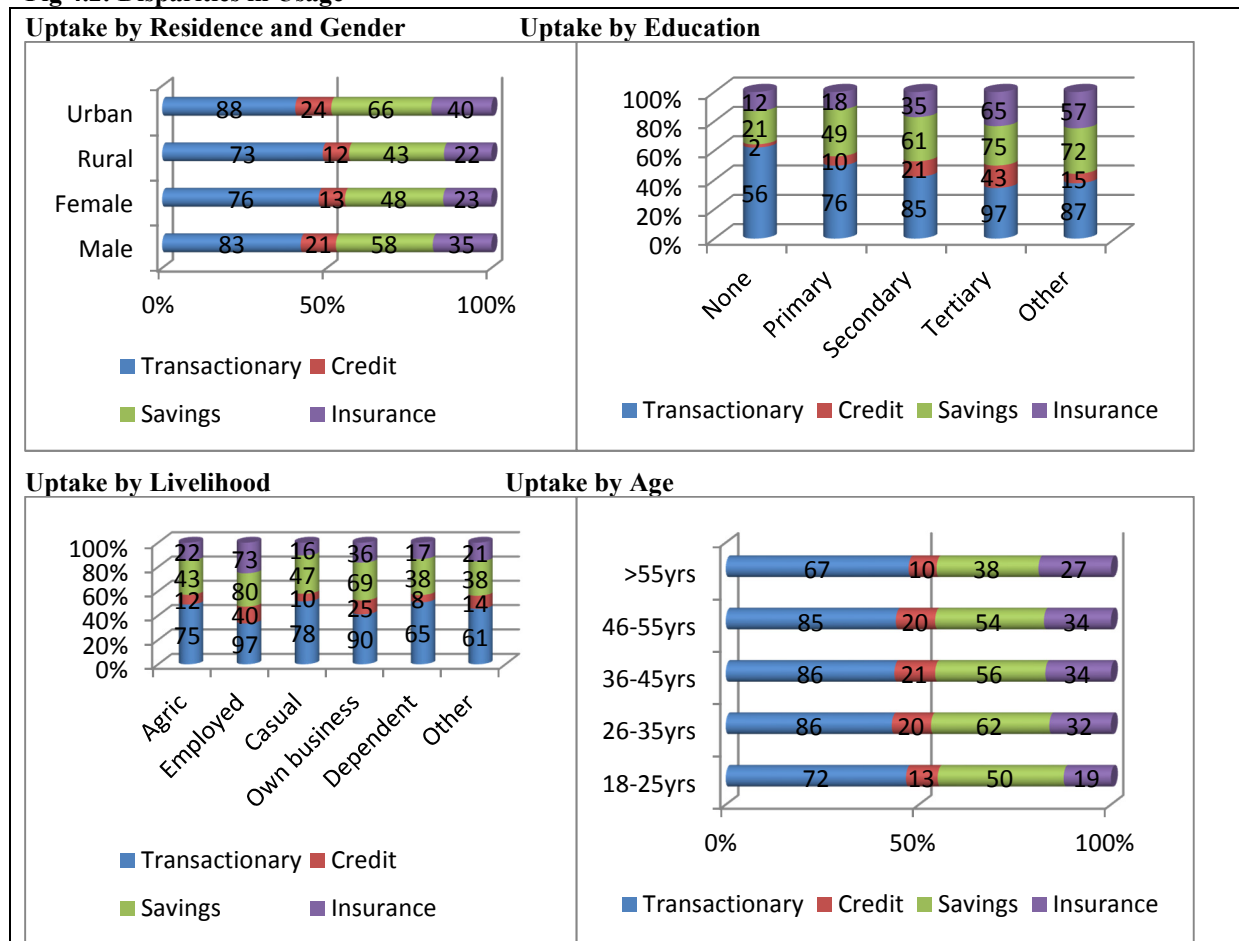 Uptake by Residence and Gender
Urban 88 24 66 40
Rural 73 12 43 22
Female 76 13 48 23
Male 83 21 58 35
0% 50% 100%
Transactionary Credit
Savings Insurance
Uptake by Education
100% 12 18 35 65 57
80% 21 49 61 75 72
60% 2 10 21 43 15
40% 56 76 85 97 87
20%
0%
None Primary Secondary Tertiary Other
Transactionary Credit Savings Insurance
Uptake by Livelihood
100% 22 73 16 36 17 21
80% 43 80 47 69 38 38
60% 12 40 10 25 8 14
40% 75 97 78 90 65 61
20%
0%
Agric Employed Casual Own business Dependent Other
Transactionary Credit
Savings Insurance
Uptake by Age
>55yrs 67 10 38 27
46-55yrs 85 20 54 34
36-45yrs 86 21 56 34
26-35yrs 86 20 62 32
18-25yrs 72 13 50 19
0% 50% 100%
Transactionary Credit Savings Insurance